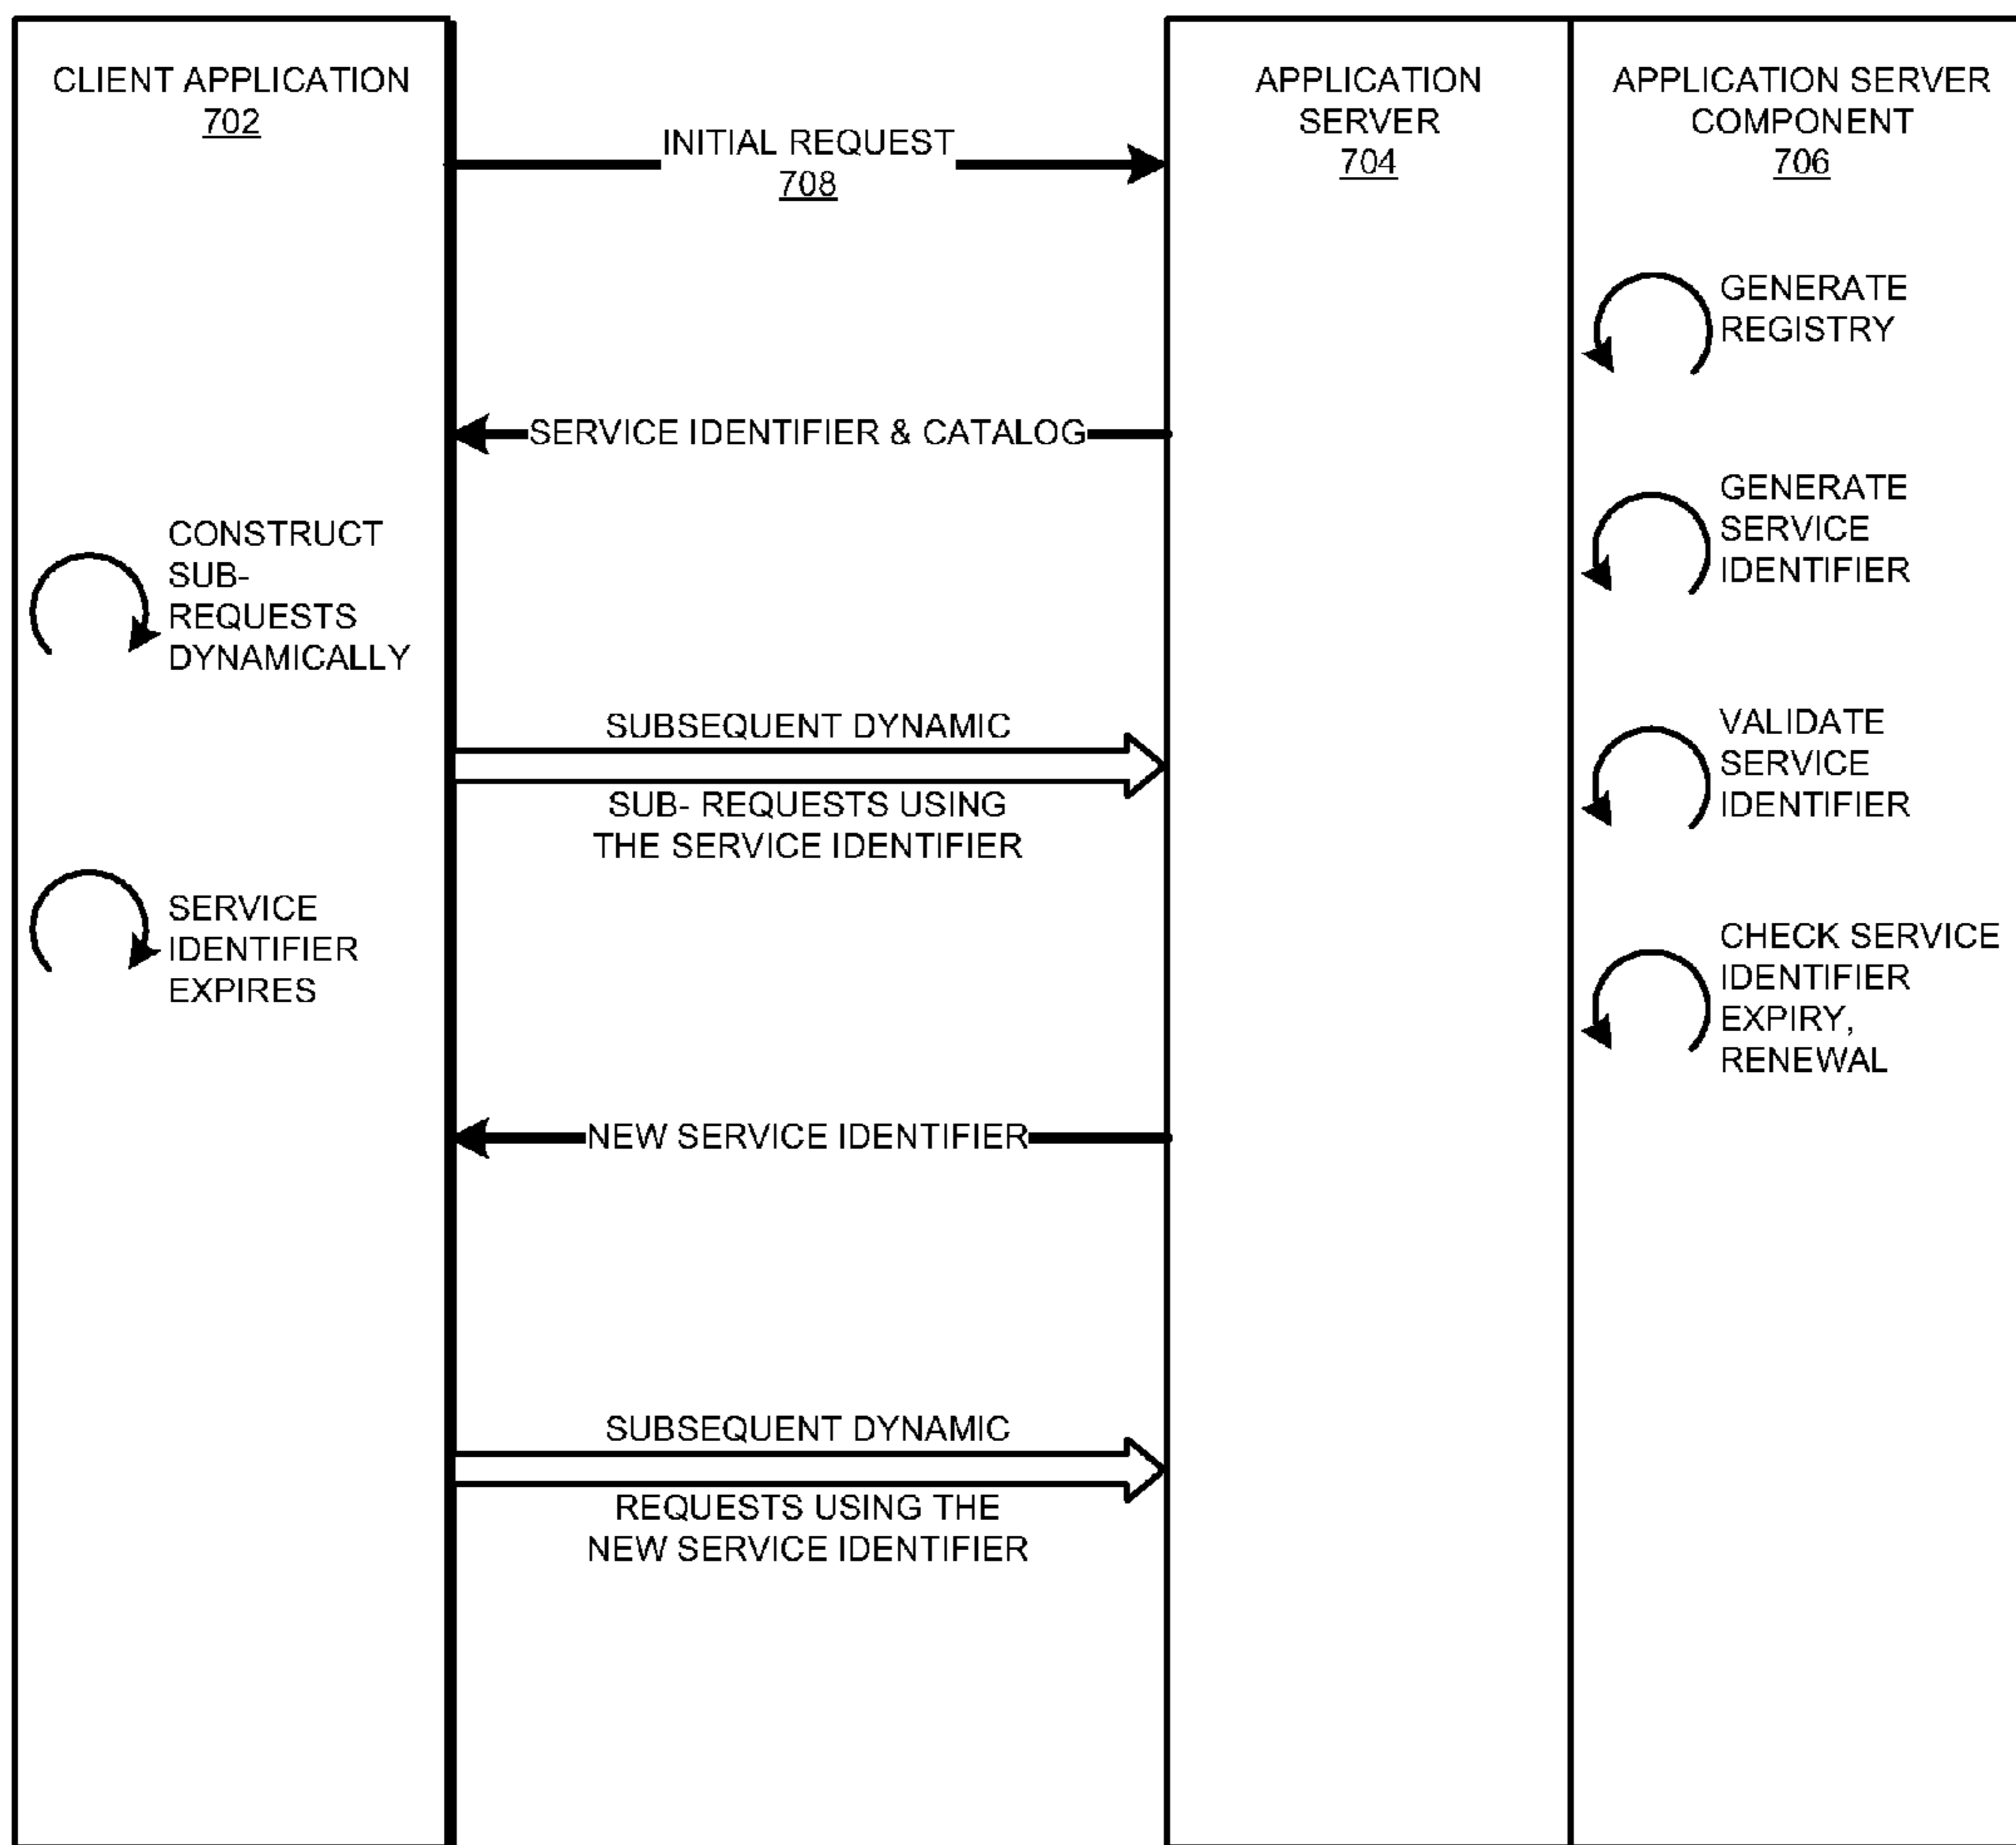 CLIENT APPLICATION
702
INITIAL REQUEST
708
APPLICATION
SERVER
704
APPLICATION SERVER
COMPONENT
706
GENERATE
REGISTRY
SERVICE IDENTIFIER & CATALOG
GENERATE
SERVICE
IDENTIFIER
CONSTRUCT
SUB-
REQUESTS
DYNAMICALLY
SUBSEQUENT DYNAMIC
SUB- REQUESTS USING
THE SERVICE IDENTIFIER
VALIDATE
SERVICE
IDENTIFIER
SERVICE
IDENTIFIER
EXPIRES
CHECK SERVICE
IDENTIFIER
EXPIRY,
RENEWAL
NEW SERVICE IDENTIFIER
SUBSEQUENT DYNAMIC
REQUESTS USING THE
NEW SERVICE IDENTIFIER